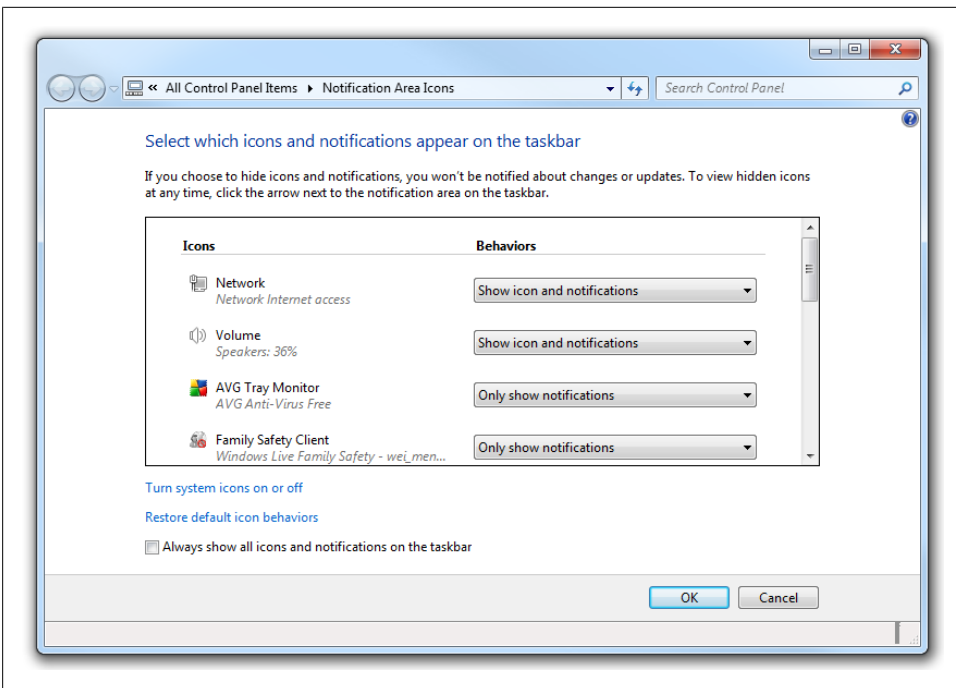 « All Control Panel Items ▸ Notification Area Icons
Search Control Panel
Select which icons and notifications appear on the taskbar
If you choose to hide icons and notifications, you won't be notified about changes or updates. To view hidden icons
at any time, click the arrow next to the notification area on the taskbar.
Icons Behaviors
Network
Network Internet access
Show icon and notifications
Volume
Speakers: 36%
Show icon and notifications
AVG Tray Monitor
AVG Anti-Virus Free
Only show notifications
Family Safety Client
Windows Live Family Safety - wei_men...
Only show notifications
Turn system icons on or off
Restore default icon behaviors
Always show all icons and notifications on the taskbar
OK Cancel